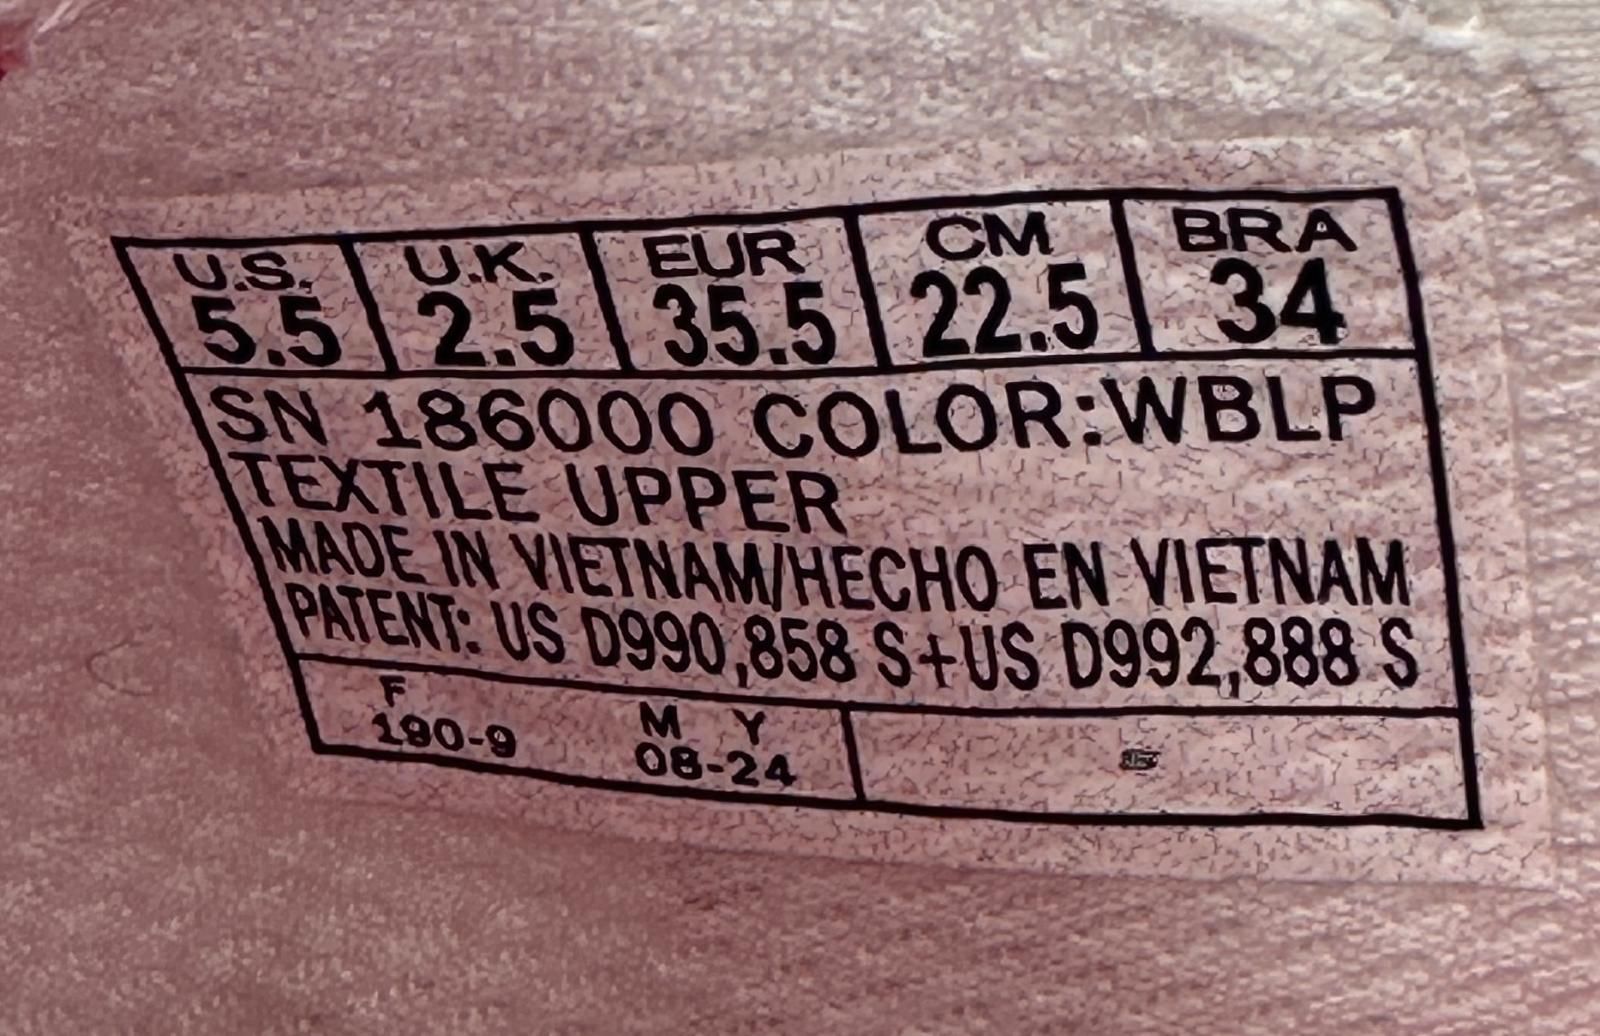 U.S. U.K. EUR CM BRA
5.5 2.5 35.5 22.5 34
SN 186000 COLOR:WBLP
TEXTILE UPPER
MADE IN VIETNAM/HECHO EN VIETNAM
PATENT: US D990,858 S+US D992,888 S
F M Y
190-9 08-24